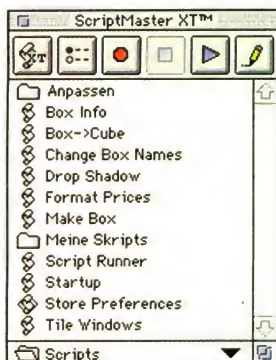 ScriptMaster XT™
XT
Anpassen
Box Info
Box->Cube
Change Box Names
Drop Shadow
Format Prices
Make Box
Meine Skripts
Script Runner
Startup
Store Preferences
Tile Windows
Scripts